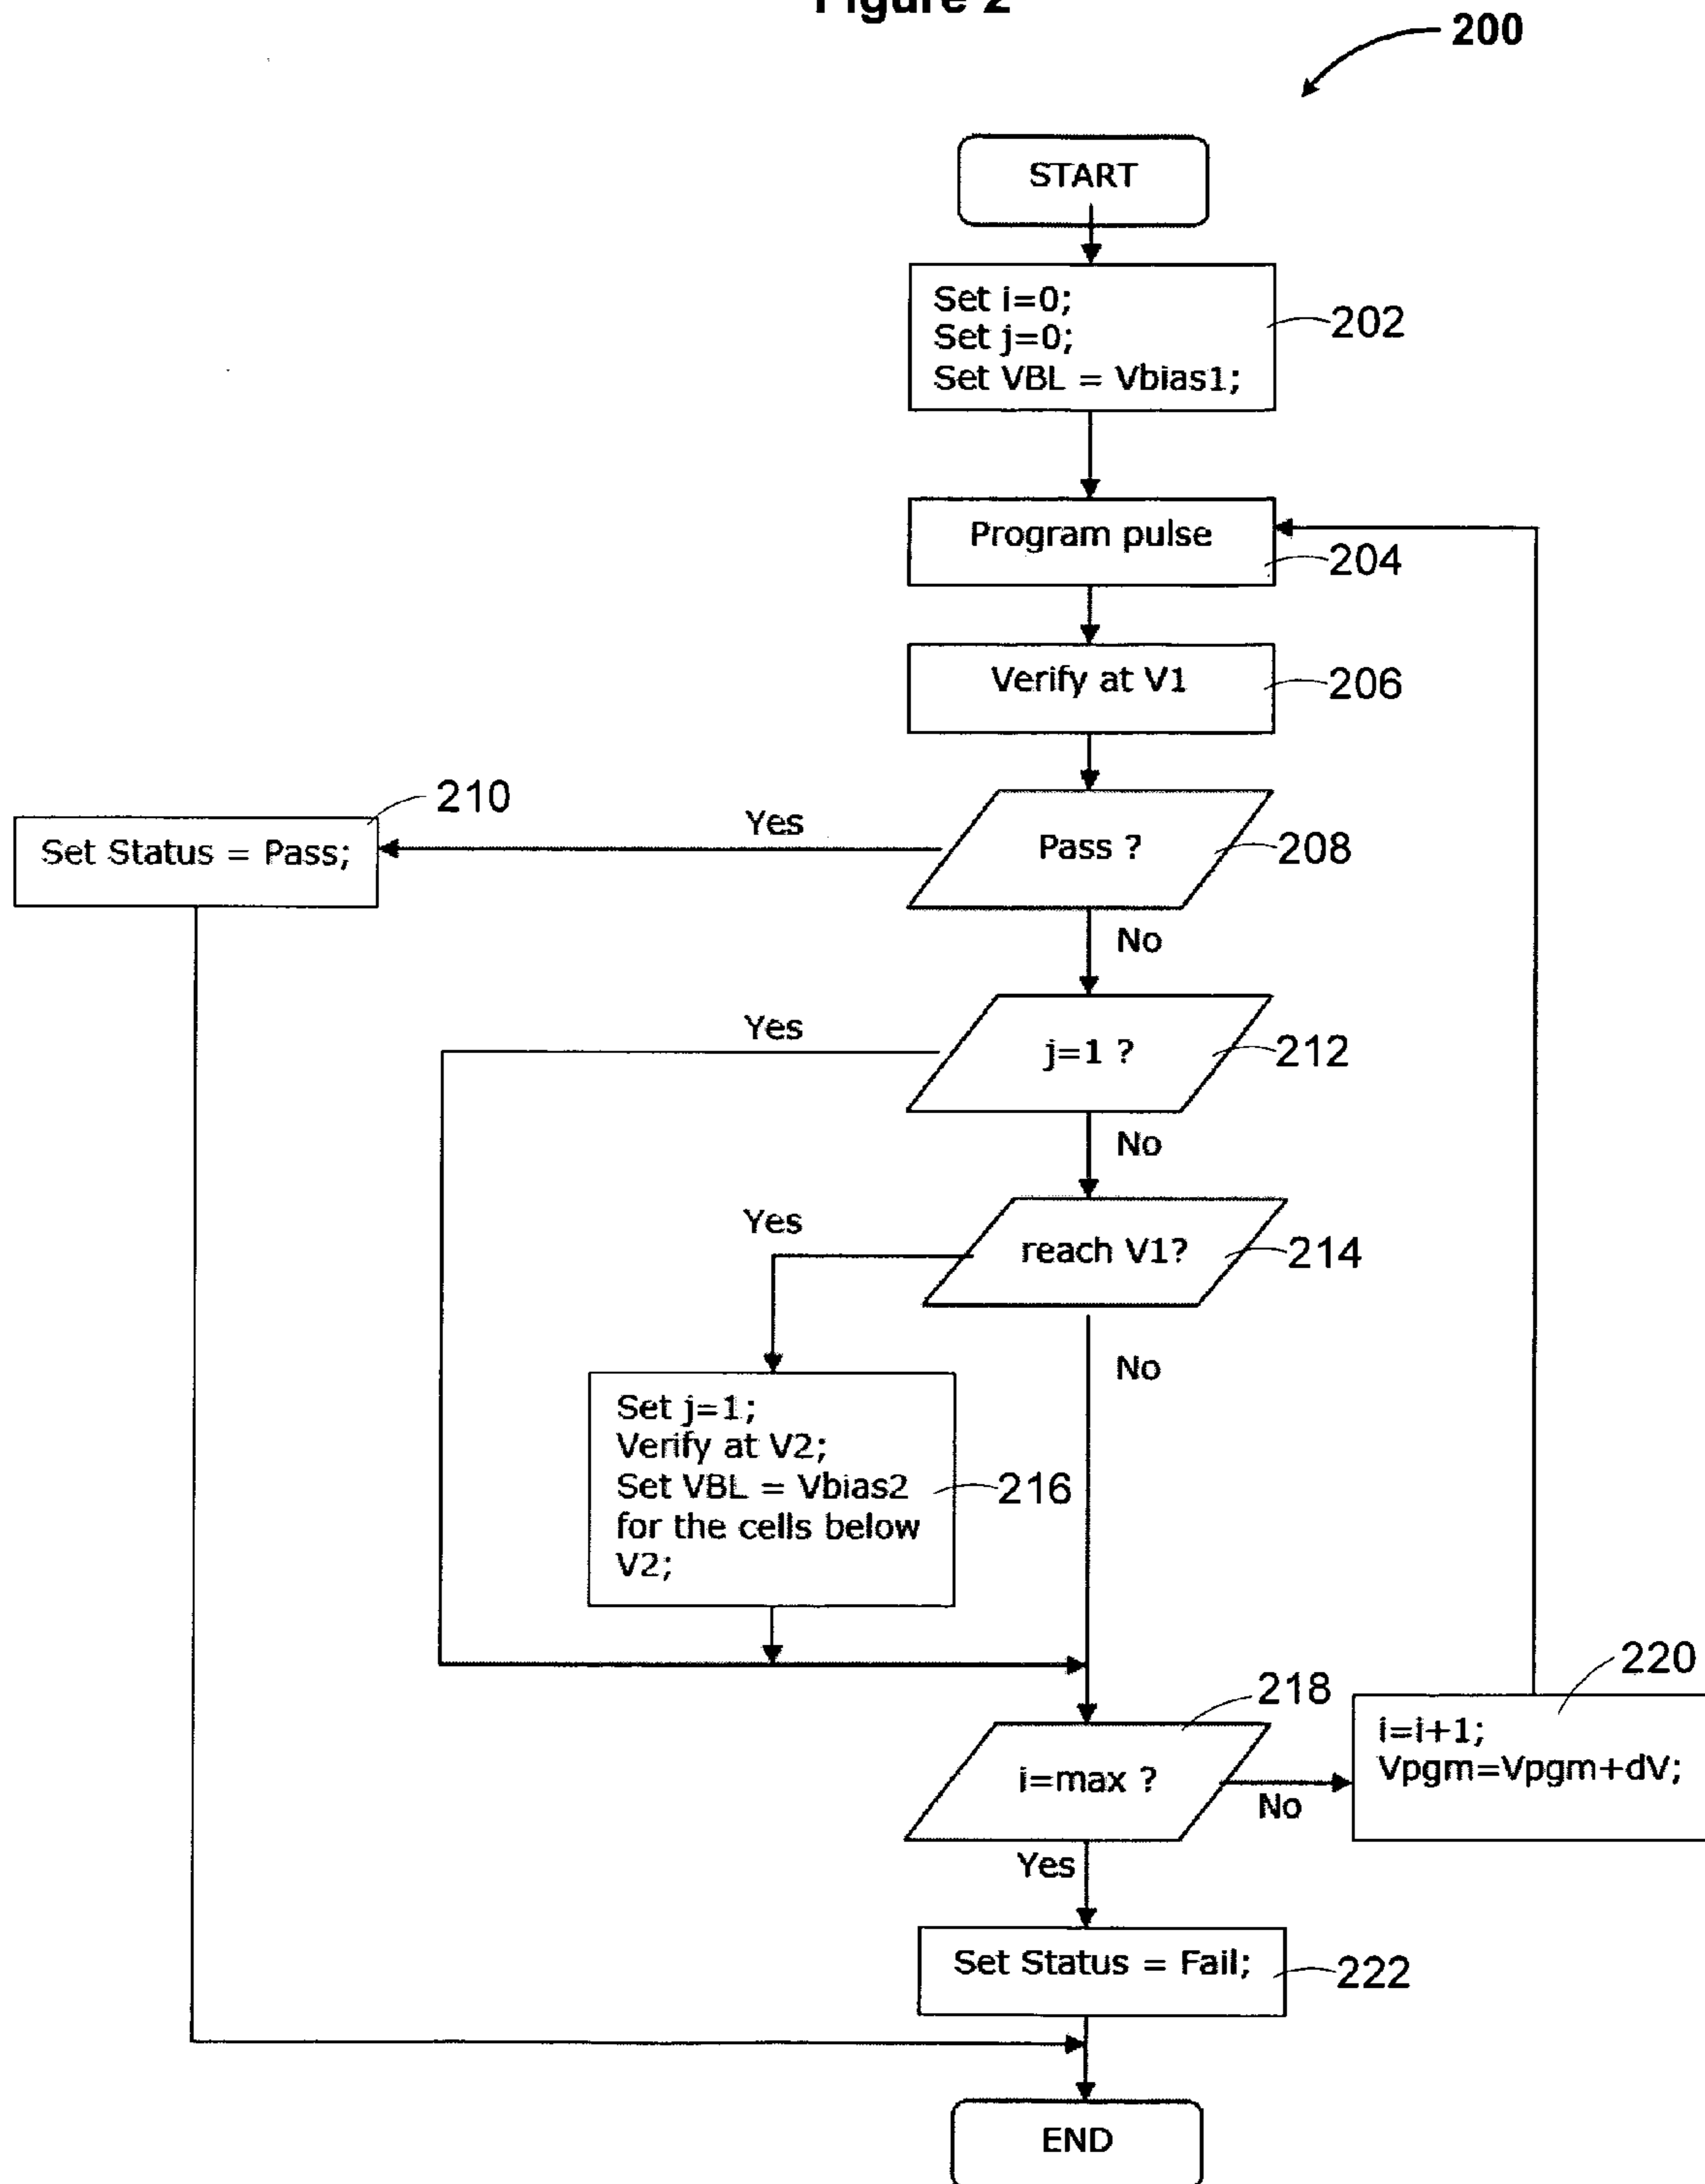 Figure 2
200
START
Set i=0;
Set j=0;
Set VBL = Vbias1;
202
Program pulse
204
Verify at V1
206
210
Set Status = Pass;
Yes
Pass ?
208
No
Yes
j=1 ?
212
No
Yes
reach V1?
214
No
Set j=1;
Verify at V2;
Set VBL = Vbias2
for the cells below
V2;
216
218
220
i=max ?
No
i=i+1;
Vpgm=Vpgm+dV;
Yes
Set Status = Fail;
222
END